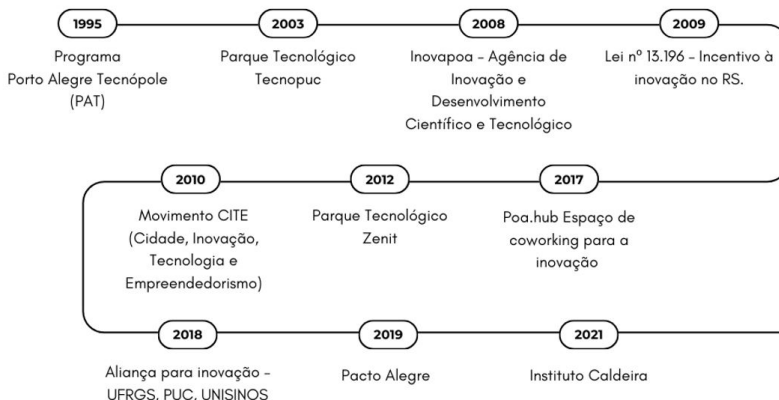 1995
Programa
Porto Alegre Tecnópole
(PAT)
2003
Parque Tecnológico
Tecnopuc
2008
Inovapoa - Agência de
Inovação e
Desenvolvimento
Científico e Tecnológico
2009
Lei nº 13.196 - Incentivo à
inovação no RS.
2010
Movimento CITE
(Cidade, Inovação,
Tecnologia e
Empreendedorismo)
2012
Parque Tecnológico
Zenit
2017
Poa.hub Espaço de
coworking para a
inovação
2018
Aliança para inovação -
UFRGS, PUC, UNISINOS
2019
Pacto Alegre
2021
Instituto Caldeira